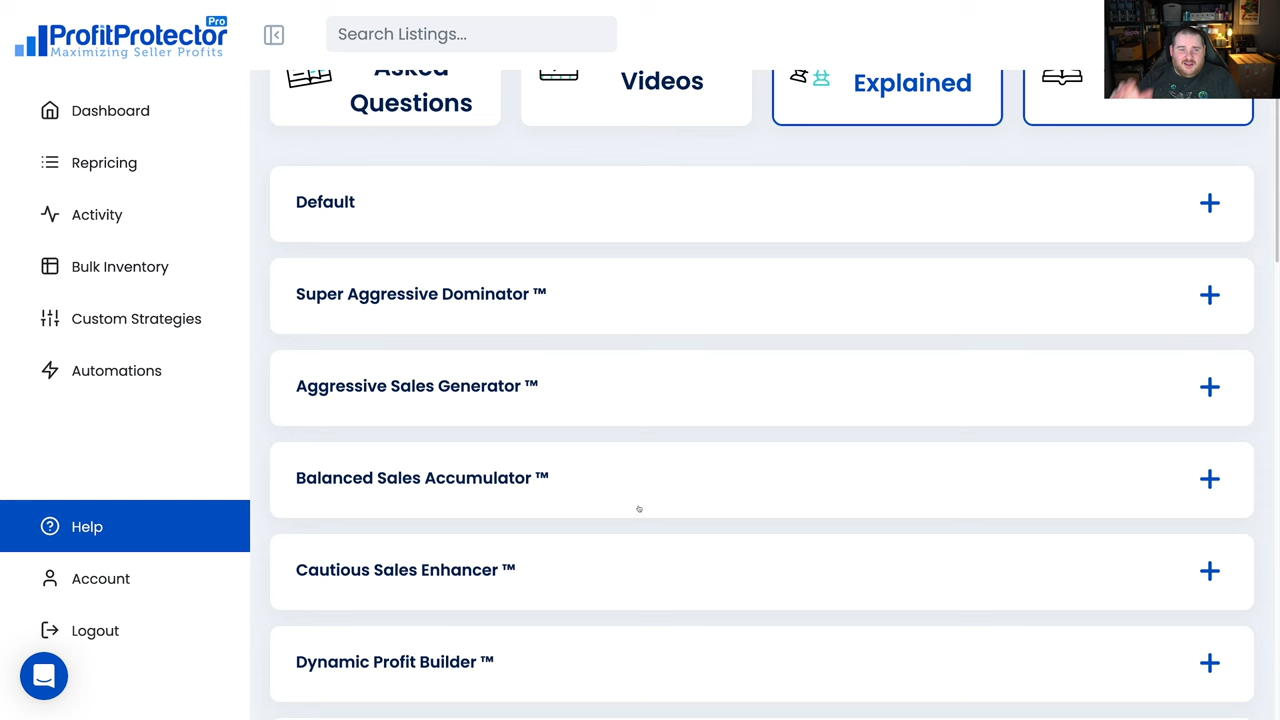 Pro
ProfitProtector
Maximizing Seller Profits
Search Listings...
Asked
Questions
Videos
Explained
Dashboard
Repricing
Activity
Bulk Inventory
Custom Strategies
Automations
Help
Account
Logout
Default
Super Aggressive Dominator ™
Aggressive Sales Generator ™
Balanced Sales Accumulator ™
Cautious Sales Enhancer ™
Dynamic Profit Builder ™